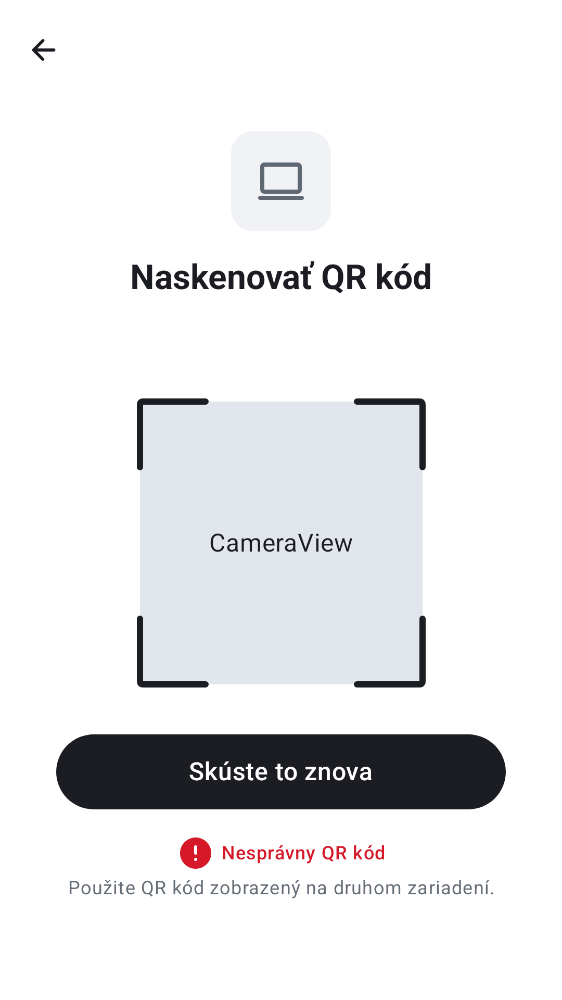 Naskenovať QR kód
CameraView
Skúste to znova
Nesprávny QR kód
Použite QR kód zobrazený na druhom zariadení.